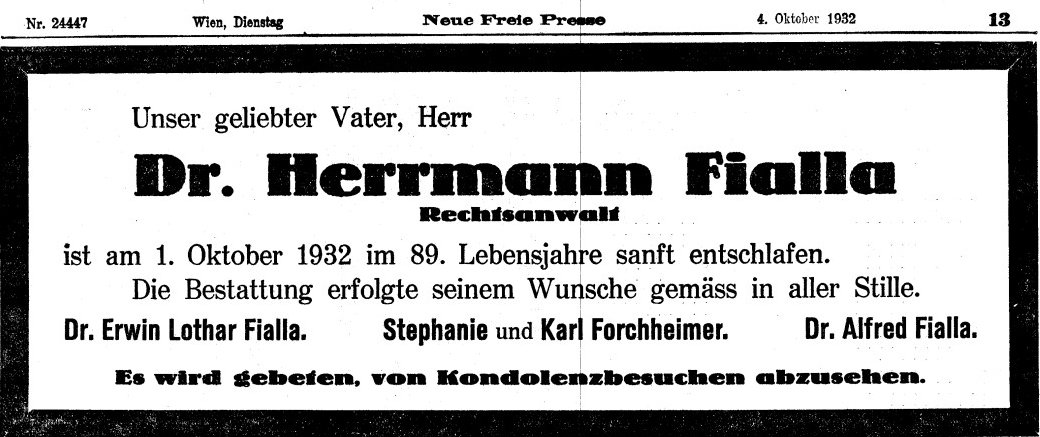 Nr. 24447 Wien, Dienstag Neue Freie Presse 4. Oktober 1932 13
Unser geliebter Vater, Herr
Dr. Herrmann Fialla
Rechtsanwalt
ist am 1. Oktober 1932 im 89. Lebensjahre sanft entschlafen.
Die Bestattung erfolgte seinem Wunsche gemäss in aller Stille.
Dr. Erwin Lothar Fialla. Stephanie und Karl Forchheimer. Dr. Alfred Fialla.
Es wird gebeten, von Kondolenzbesuchen abzusehen.